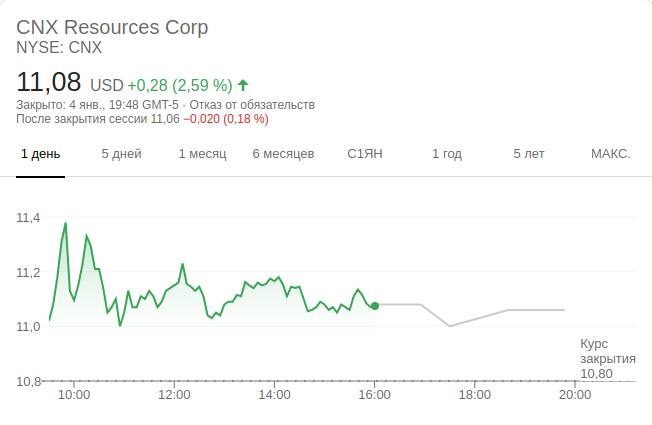 CNX Resources Corp
NYSE: CNX
11,08 USD +0,28 (2,59 %)
Закрыто: 4 янв., 19:48 GMT-5 · Отказ от обязательств
После закрытия сессии 11,06 −0,020 (0,18 %)
1 день 5 дней 1 месяц 6 месяцев С1ЯН 1 год 5 лет МАКС.
11,4
11,2
11,0
Курс
закрытия
10,80
10,8
10:00 12:00 14:00 16:00 18:00 20:00